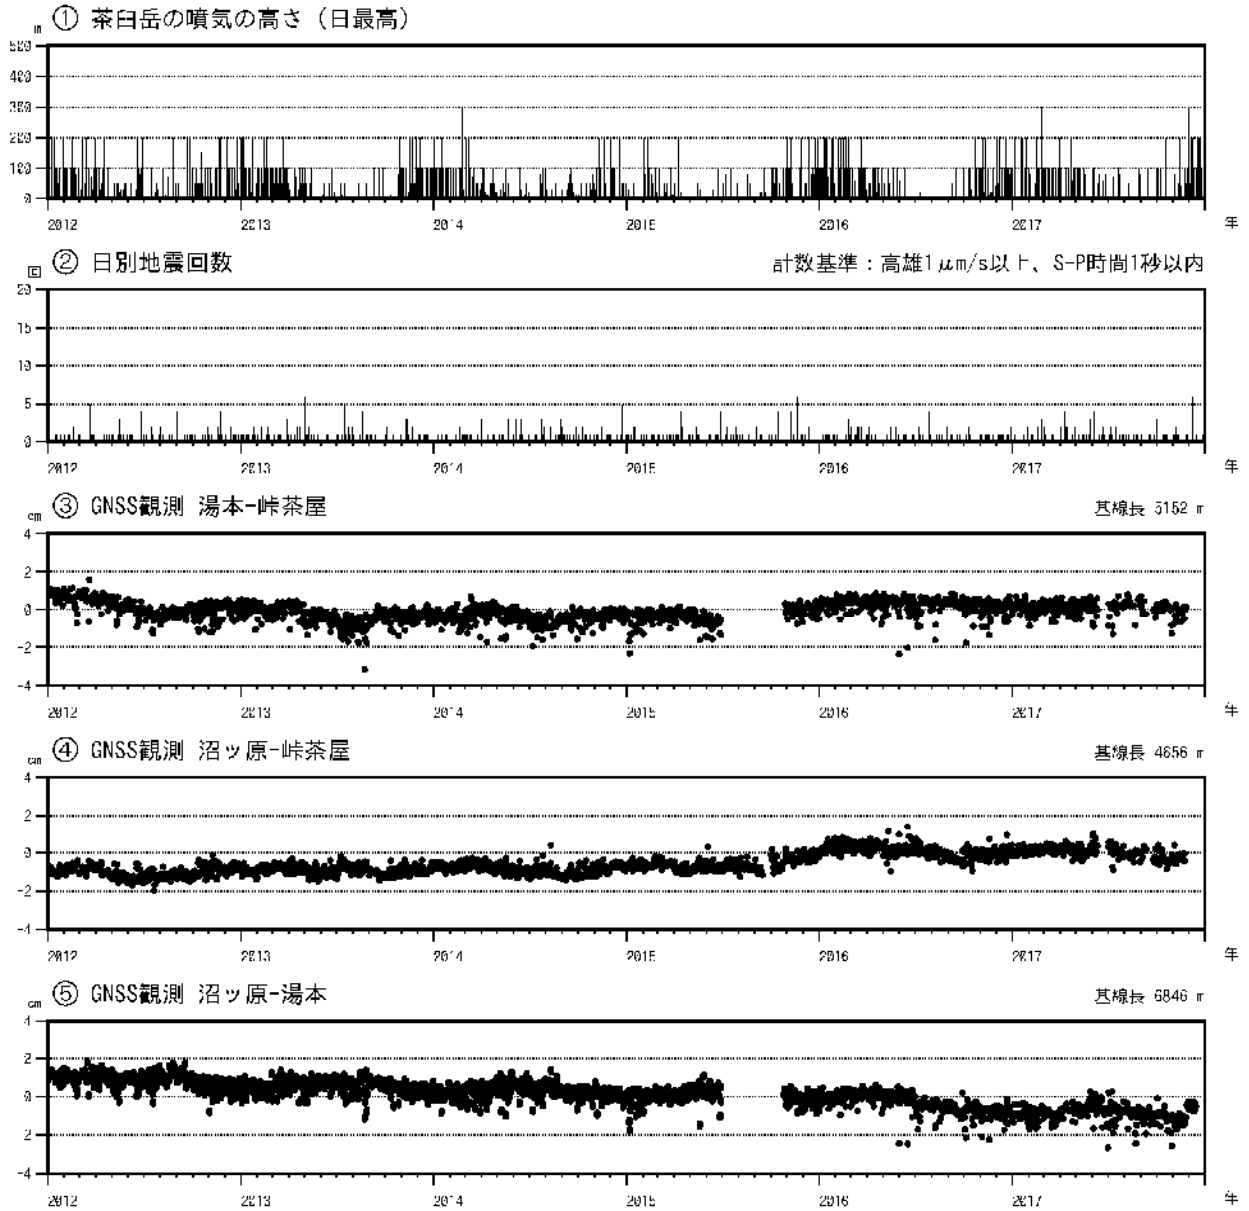 ① 茶臼岳の噴気の高さ (日最高)
m
500
400
300
200
100
0
2012 2013 2014 2015 2016 2017 年
② 日別地震回数 計数基準:高雄1μm/s以上、S-P時間1秒以内
回
20
15
10
5
0
2012 2013 2014 2015 2016 2017 年
③ GNSS観測 湯本-峠茶屋 基線長 5152 m
cm
4
2
0
-2
-4
2012 2013 2014 2015 2016 2017 年
④ GNSS観測 沼ッ原-峠茶屋 基線長 4656 m
cm
4
2
0
-2
-4
2012 2013 2014 2015 2016 2017 年
⑤ GNSS観測 沼ッ原-湯本 基線長 6846 m
cm
4
2
0
2
-4
2012 2013 2014 2015 2016 2017 年